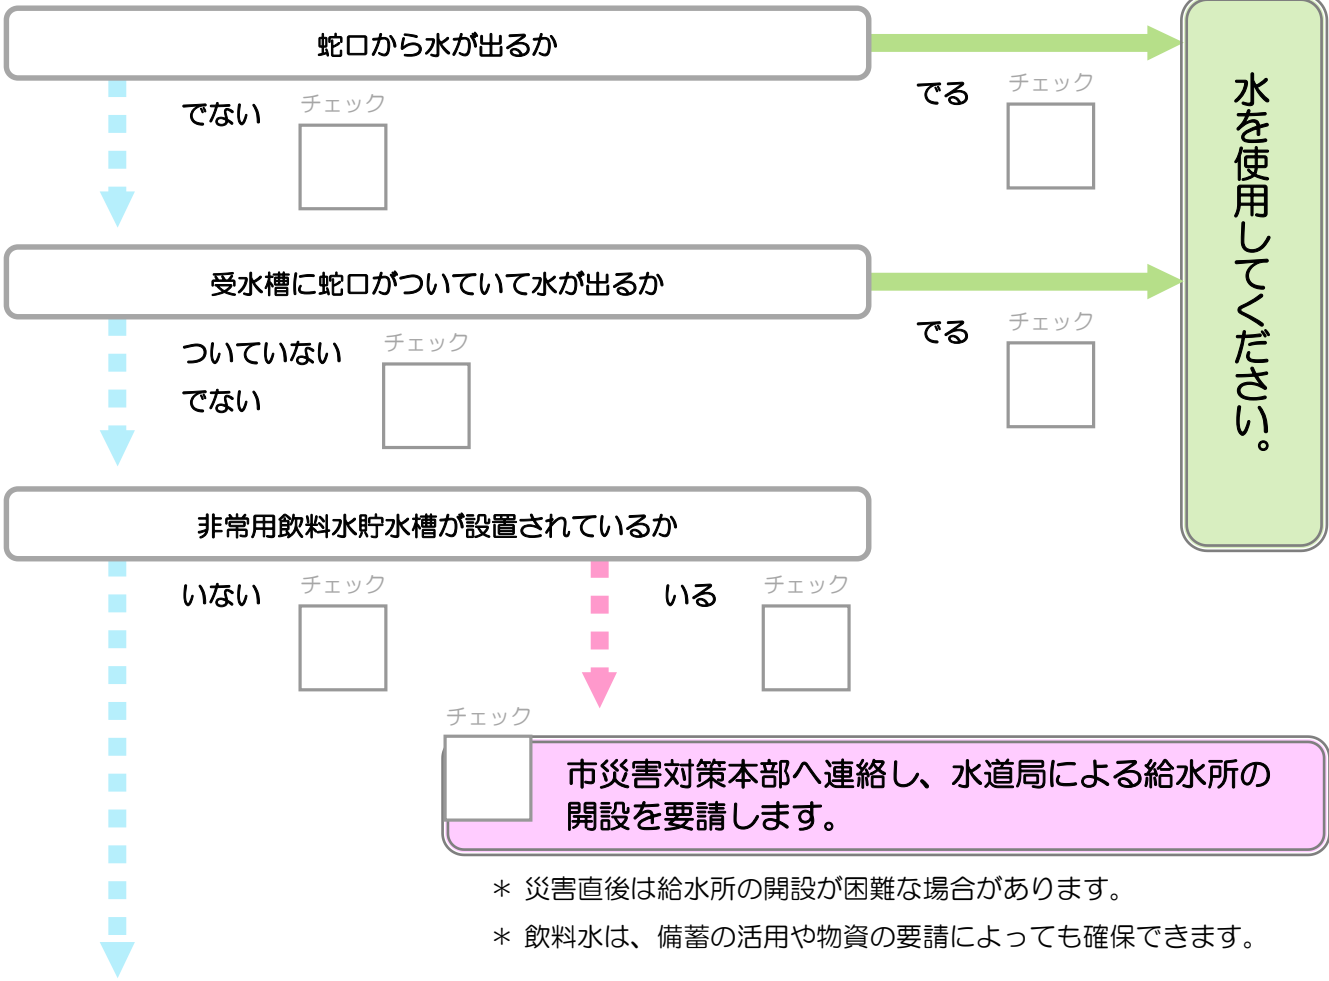 蛇口から水が出るか
でない
チェック
でる
チェック
水を使用してください。
受水槽に蛇口がついていて水が出るか
ついていない
でない
チェック
でる
チェック
非常用飲料水貯水槽が設置されているか
いない
チェック
いる
チェック
チェック
市災害対策本部へ連絡し、水道局による給水所の
開設を要請します。
＊ 災害直後は給水所の開設が困難な場合があります。
＊ 飲料水は、備蓄の活用や物資の要請によっても確保できます。